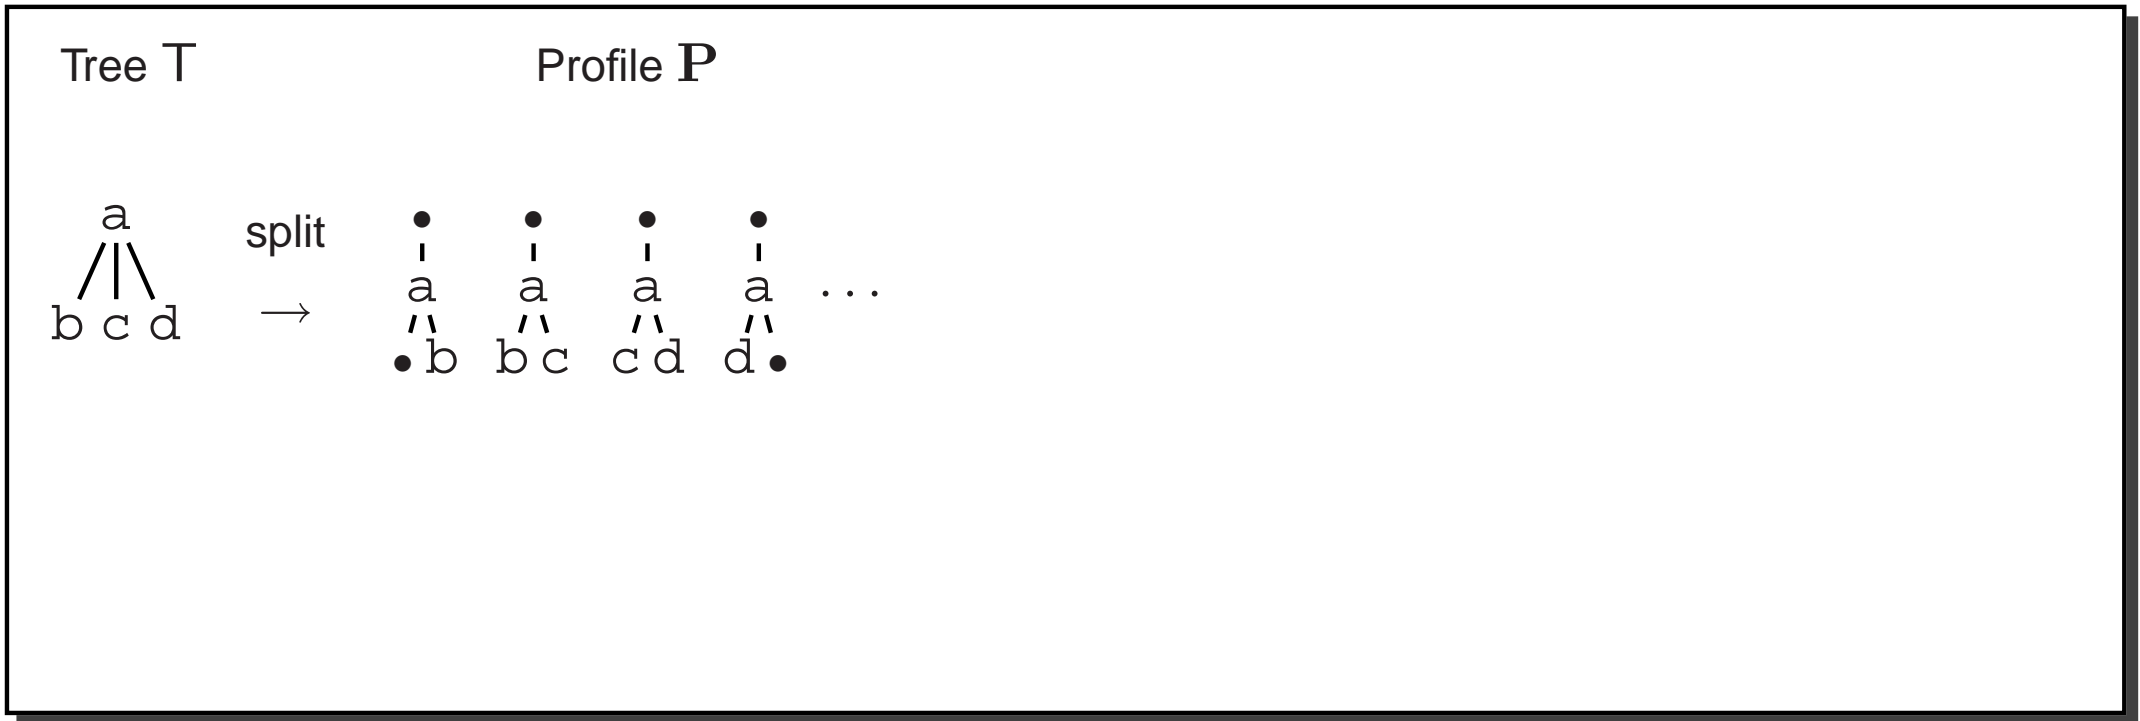 Tree T Profile P
a
b c d
split
→
• • • •
a a a a ...
• b b c c d d •